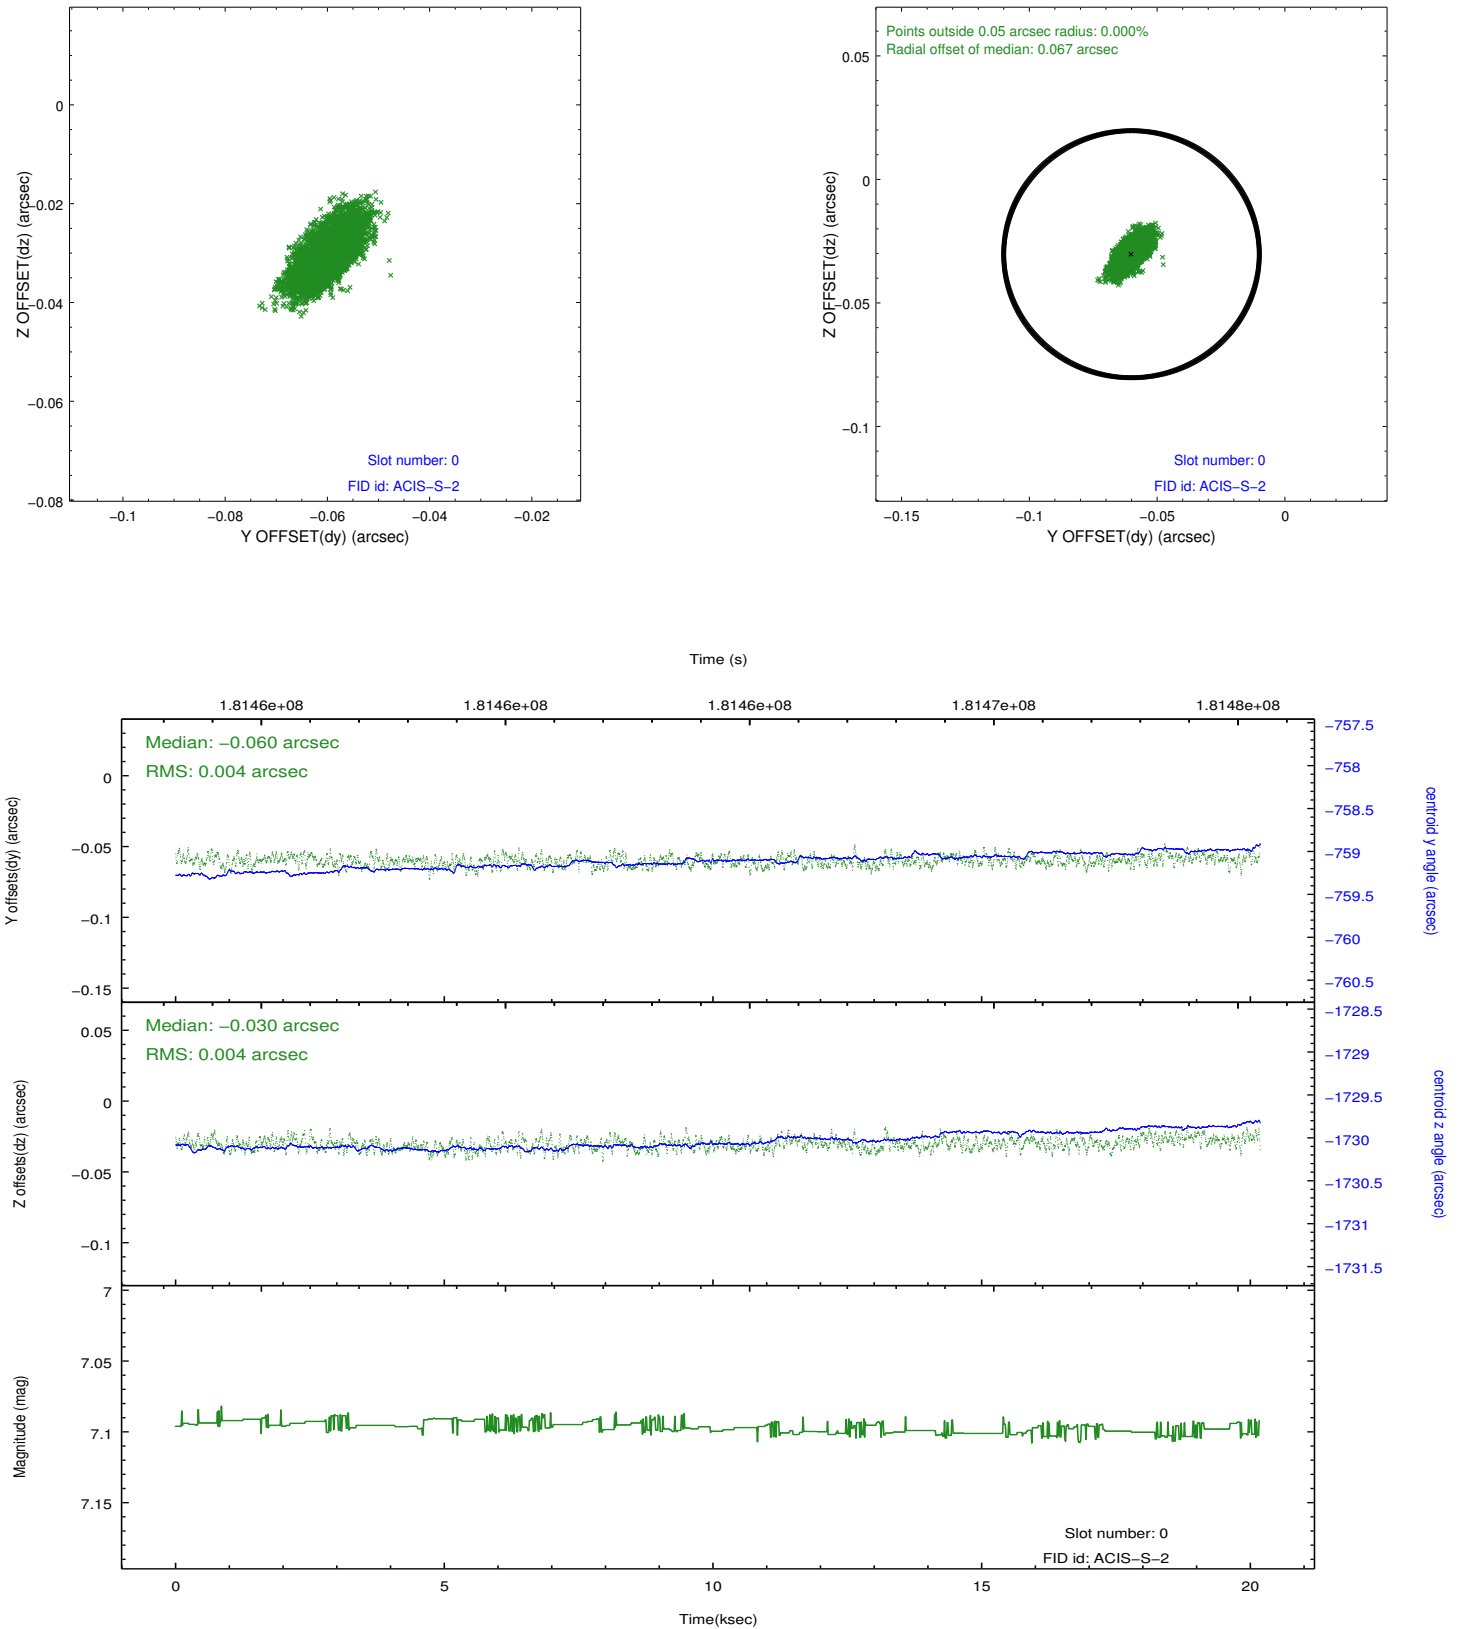 0
−0.02
−0.04
−0.06
−0.08
Z OFFSET(dz) (arcsec)
Slot number: 0
FID id: ACIS−S−2
−0.1 −0.08 −0.06 −0.04 −0.02
Y OFFSET(dy) (arcsec)
Points outside 0.05 arcsec radius: 0.000%
Radial offset of median: 0.067 arcsec
0.05
0
−0.05
−0.1
Z OFFSET(dz) (arcsec)
Slot number: 0
FID id: ACIS−S−2
−0.15 −0.1 −0.05 0
Y OFFSET(dy) (arcsec)
Time (s)
1.8146e+08 1.8146e+08 1.8146e+08 1.8147e+08 1.8148e+08
Median: −0.060 arcsec
RMS: 0.004 arcsec
0
−0.05
−0.1
−0.15
Y offsets(dy) (arcsec)
−757.5
−758
−758.5
−759
−759.5
−760
−760.5
centroid y angle (arcsec)
Median: −0.030 arcsec
RMS: 0.004 arcsec
0.05
0
−0.05
−0.1
Z offsets(dz) (arcsec)
−1728.5
−1729
−1729.5
−1730
−1730.5
−1731
−1731.5
centroid z angle (arcsec)
7
7.05
7.1
7.15
Magnitude (mag)
Slot number: 0
FID id: ACIS−S−2
0 5 10 15 20
Time(ksec)